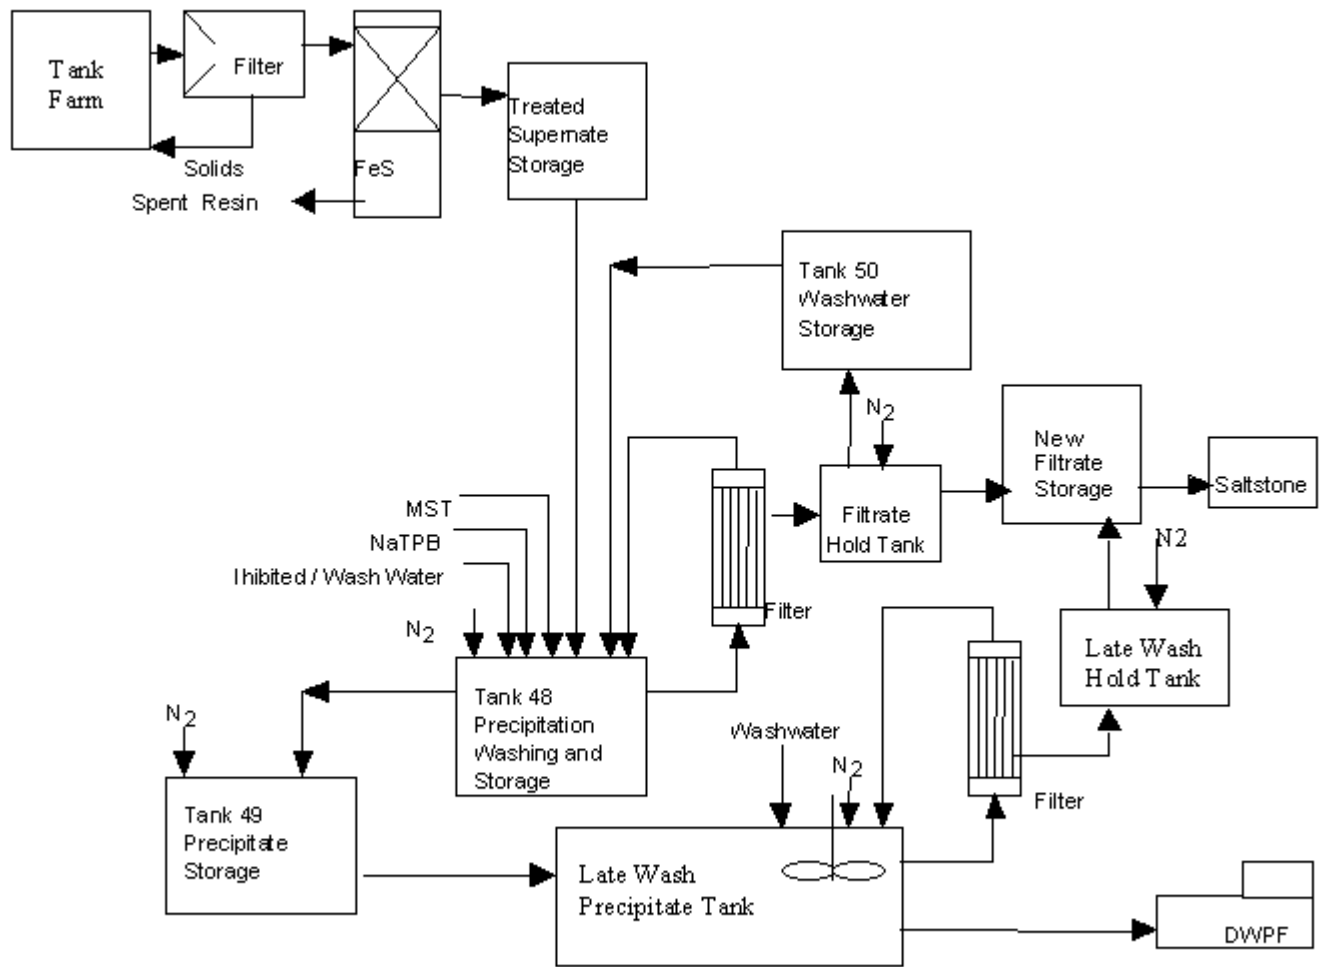 Tank
Farm
Filter
Solids
Spent Resin
FeS
Treated
Supernate
Storage
Tank 50
Washwater
Storage
N2
New
Filtrate
Storage
Saltstone
MST
NaTPB
Ihibited / Wash Water
N2
Filtrate
Hold Tank
Filter
N2
Late Wash
Hold Tank
Tank 48
Precipitation
Washing and
Storage
N2
Washwater
N2
Filter
Tank 49
Precipitate
Storage
Late Wash
Precipitate Tank
DWPF